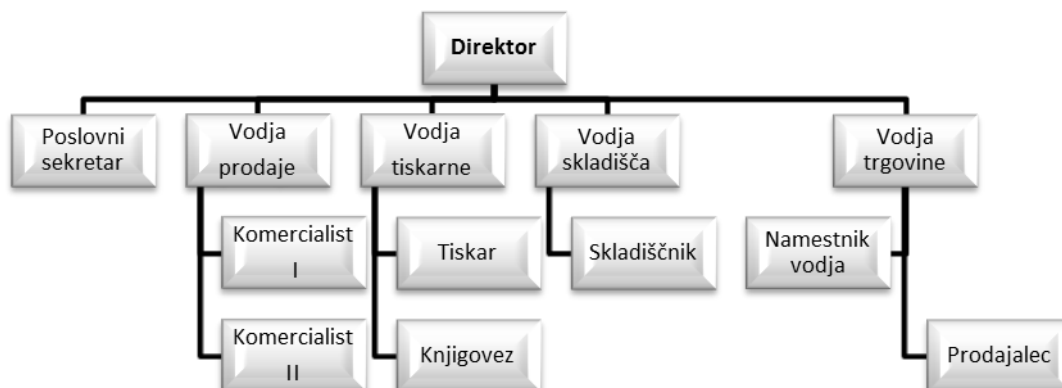 Direktor
Poslovni
sekretar
Vodja
prodaje
Vodja
tiskarne
Vodja
skladišča
Vodja
trgovine
Komercialist
I
Tiskar
Skladiščnik
Namestnik
vodja
Komercialist
II
Knjigovez
Prodajalec